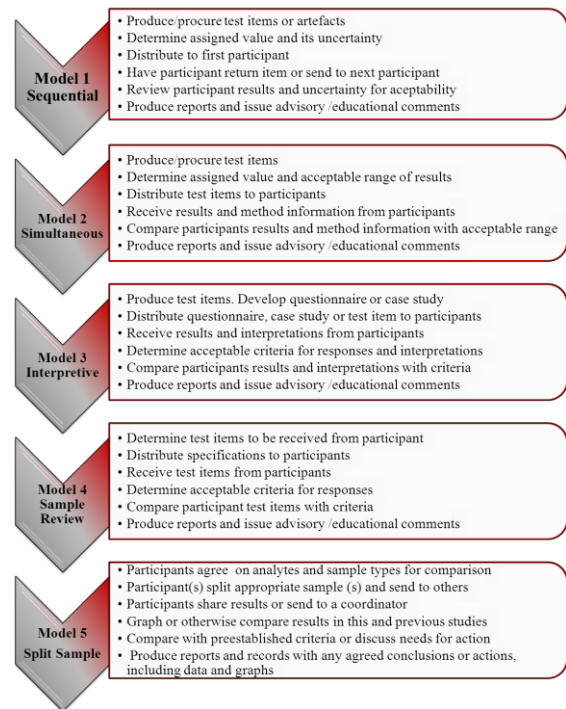 Model 1
Sequential
• Produce/procure test items or artefacts
• Determine assigned value and its uncertainty
• Distribute to first participant
• Have participant return item or send to next participant
• Review participant results and uncertainty for aceptability
• Produce reports and issue advisory /educational comments
Model 2
Simultaneous
• Produce/procure test items
• Determine assigned value and acceptable range of results
• Distribute test items to participants
• Receive results and method information from participants
• Compare participants results and method information with acceptable range
• Produce reports and issue advisory /educational comments
Model 3
Interpretive
• Produce test items. Develop questionnaire or case study
• Distribute questionnaire, case study or test item to participants
• Receive results and interpretations from participants
• Determine acceptable criteria for responses and interpretations
• Compare participants results and interpretations with criteria
• Produce reports and issue advisory /educational comments
Model 4
Sample
Review
• Determine test items to be received from participant
• Distribute specifications to participants
• Receive test items from participants
• Determine acceptable criteria for responses
• Compare participant test items with criteria
• Produce reports and issue advisory /educational comments
Model 5
Split Sample
• Participants agree on analytes and sample types for comparison
• Participant(s) split appropriate sample (s) and send to others
• Participants share results or send to a coordinator
• Graph or otherwise compare results in this and previous studies
• Compare with preestablished criteria or discuss needs for action
• Produce reports and records with any agreed conclusions or actions,
including data and graphs